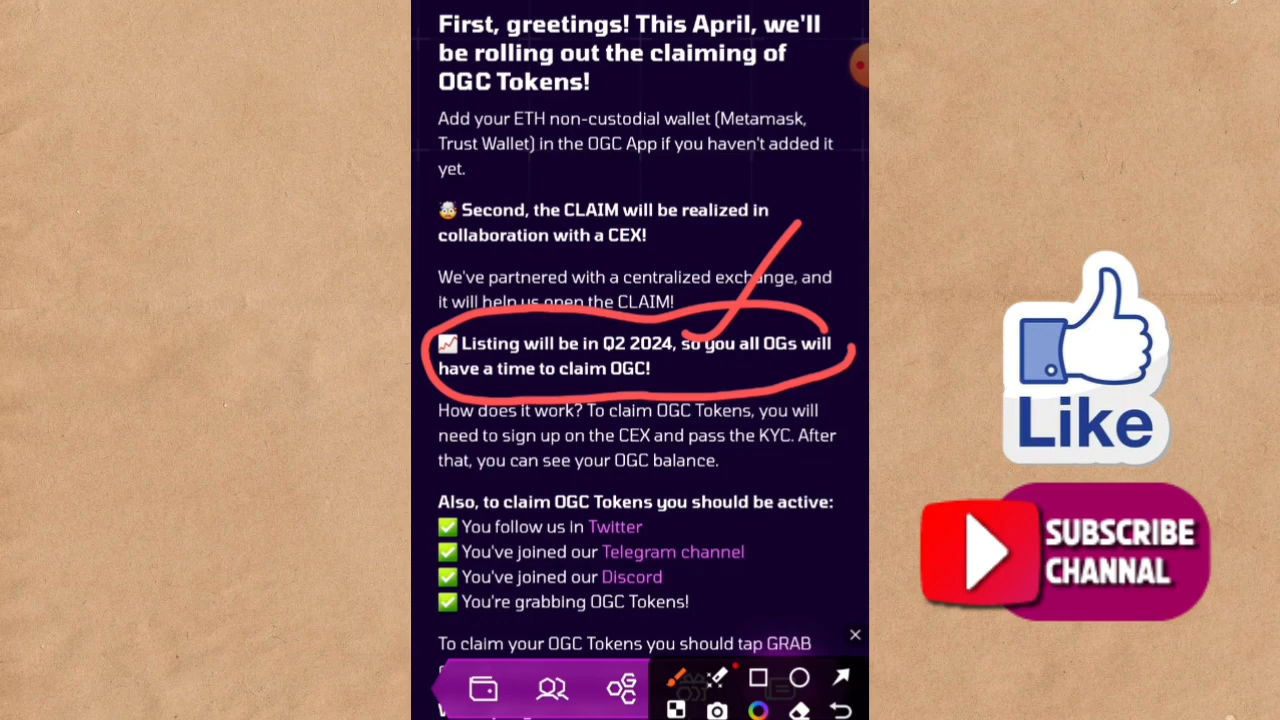 First, greetings! This April, we'll
be rolling out the claiming of
OGC Tokens!
Add your ETH non-custodial wallet (Metamask,
Trust Wallet) in the OGC App if you haven't added it
yet.
🤯 Second, the CLAIM will be realized in
collaboration with a CEX!
We've partnered with a centralized exchange, and
it will help us open the CLAIM!
📈 Listing will be in Q2 2024, so you all OGs will
have a time to claim OGC!
How does it work? To claim OGC Tokens, you will
need to sign up on the CEX and pass the KYC. After
that, you can see your OGC balance.
Also, to claim OGC Tokens you should be active:
✅ You follow us in Twitter
✅ You've joined our Telegram channel
✅ You've joined our Discord
✅ You're grabbing OGC Tokens!
To claim your OGC Tokens you should tap GRAB
Like
SUBSCRIBE
CHANNAL